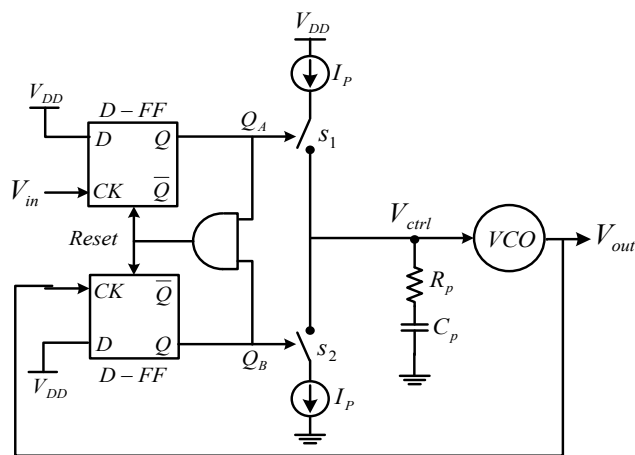 V_DD
I_P
V_DD
D-FF
D Q
Q_A
s_1
V_in
CK Q̅
Reset
V_ctrl
VCO
V_out
CK Q̅
R_p
D Q
Q_B
s_2
C_p
V_DD
D-FF
I_P